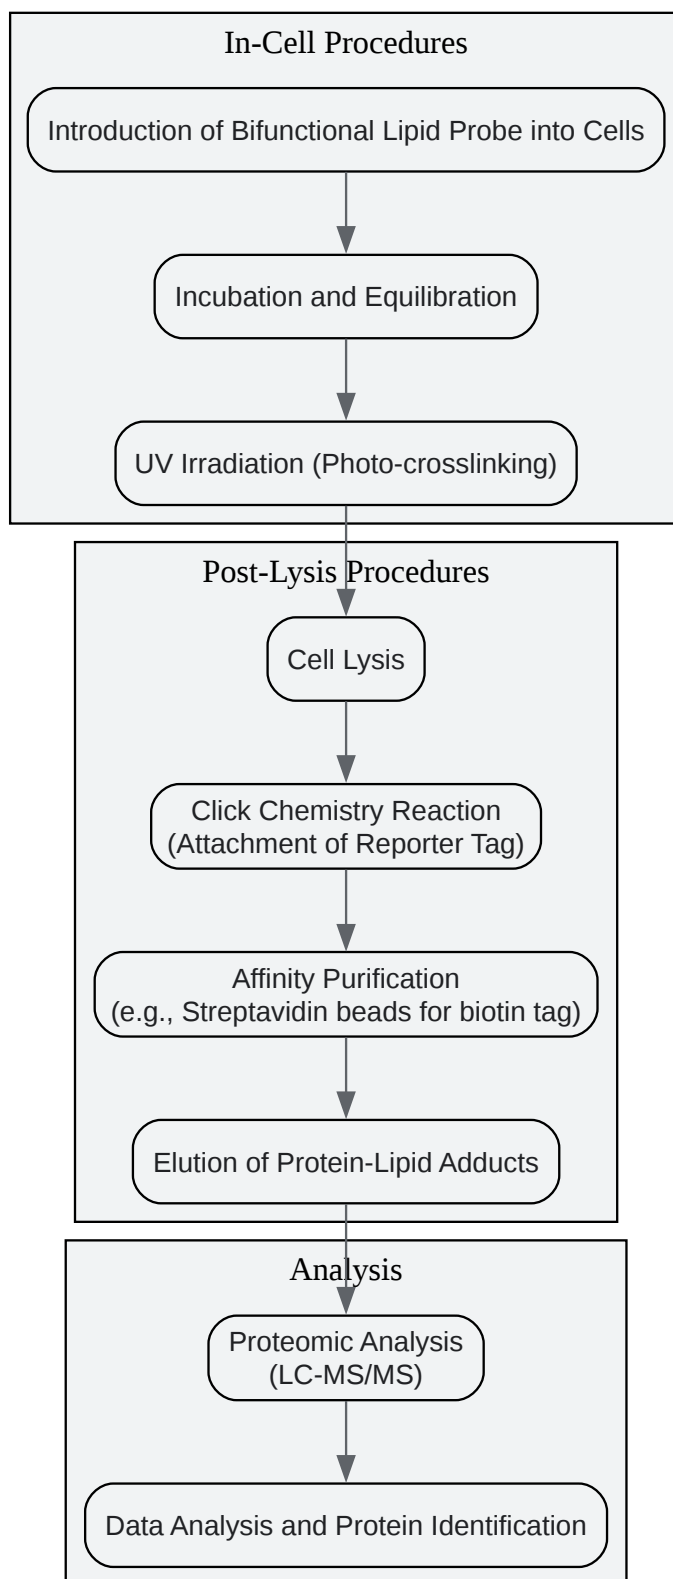 In-Cell Procedures
Introduction of Bifunctional Lipid Probe into Cells
Incubation and Equilibration
UV Irradiation (Photo-crosslinking)
Post-Lysis Procedures
Cell Lysis
Click Chemistry Reaction
(Attachment of Reporter Tag)
Affinity Purification
(e.g., Streptavidin beads for biotin tag)
Elution of Protein-Lipid Adducts
Analysis
Proteomic Analysis
(LC-MS/MS)
Data Analysis and Protein Identification